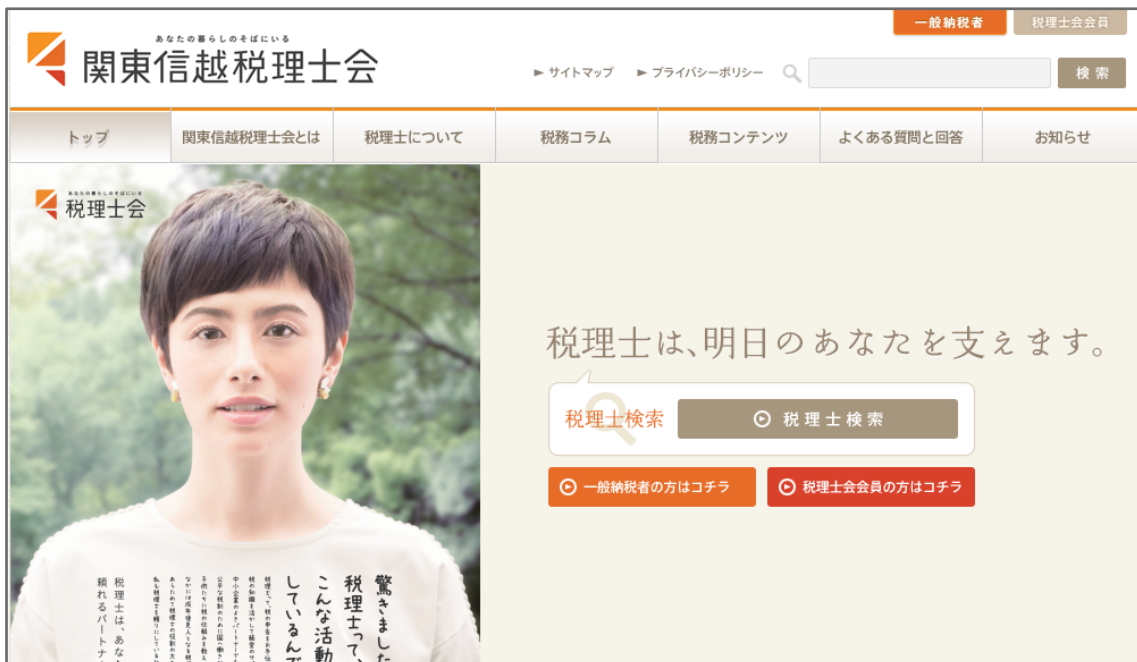 一般納税者
税理士会会員
あなたの暮らしのそばにいる
関東信越税理士会
► サイトマップ
► プライバシーポリシー
検索
トップ
関東信越税理士会とは
税理士について
税務コラム
税務コンテンツ
よくある質問と回答
お知らせ
あなたの暮らしのそばにいる
税理士会
税理士は、明日のあなたを支えます。
税理士検索
税理士検索
一般納税者の方はコチラ
税理士会会員の方はコチラ
驚きました
税理士って、
こんな活動
しているんで
税理士は、あな
頼れるパートナ